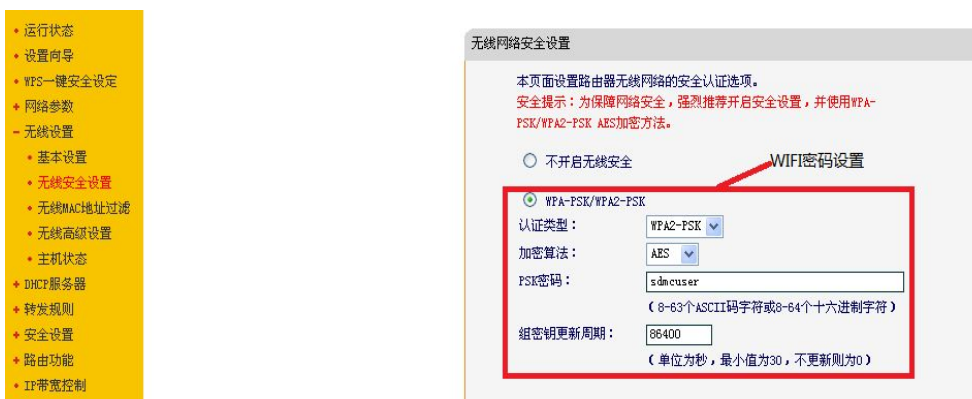 运行状态
设置向导
WPS一键安全设定
网络参数
无线设置
基本设置
无线安全设置
无线MAC地址过滤
无线高级设置
主机状态
DHCP服务器
转发规则
安全设置
路由功能
IP带宽控制
无线网络安全设置
本页面设置路由器无线网络的安全认证选项。
安全提示：为保障网络安全，强烈推荐开启安全设置，并使用WPA-
PSK/WPA2-PSK AES加密方法。
不开启无线安全
WIFI密码设置
WPA-PSK/WPA2-PSK
认证类型： WPA2-PSK
加密算法： AES
PSK密码： sdmcuser
（8-63个ASCII码字符或8-64个十六进制字符）
组密钥更新周期： 86400
（单位为秒，最小值为30，不更新则为0）